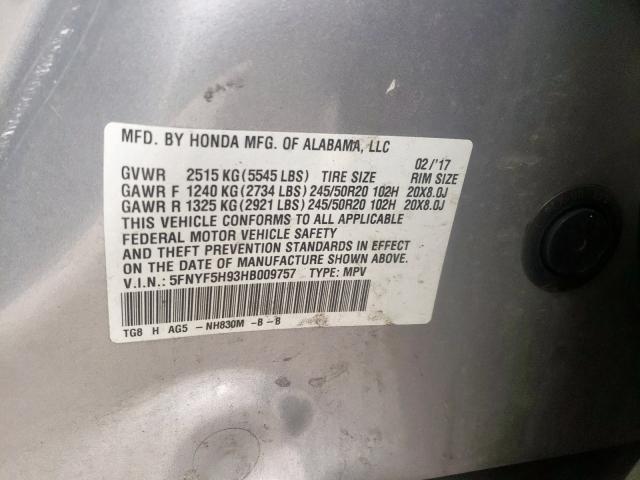 MFD. BY HONDA MFG. OF ALABAMA, LLC
02/'17
GVWR 2515 KG(5545 LBS) TIRE SIZE RIM SIZE
GAWR F 1240 KG(2734 LBS) 245/50R20 102H 20X8.0J
GAWR R 1325 KG(2921 LBS) 245/50R20 102H 20X8.0J
THIS VEHICLE CONFORMS TO ALL APPLICABLE
FEDERAL MOTOR VEHICLE SAFETY
AND THEFT PREVENTION STANDARDS IN EFFECT
ON THE DATE OF MANUFACTURE SHOWN ABOVE.
V.I.N.: 5FNYF5H93HB009757 TYPE: MPV
TG8 H AG5 -NH830M -B-B